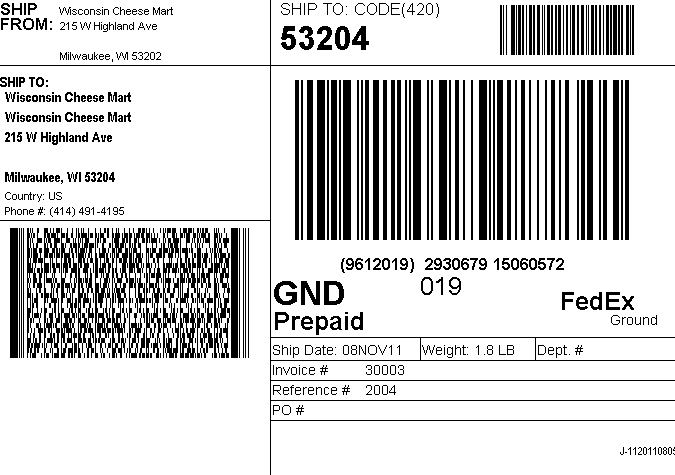 SHIP FROM:
Wisconsin Cheese Mart
215 W Highland Ave
Milwaukee, WI 53202
SHIP TO: CODE(420)
53204
SHIP TO:
Wisconsin Cheese Mart
Wisconsin Cheese Mart
215 W Highland Ave
Milwaukee, WI 53204
Country: US
Phone #: (414) 491-4195
(9612019) 2930679 15060572
GND
019
Prepaid
FedEx
Ground
Ship Date: 08NOV11 Weight: 1.8 LB Dept. #
Invoice # 30003
Reference # 2004
PO #
J-1120110805